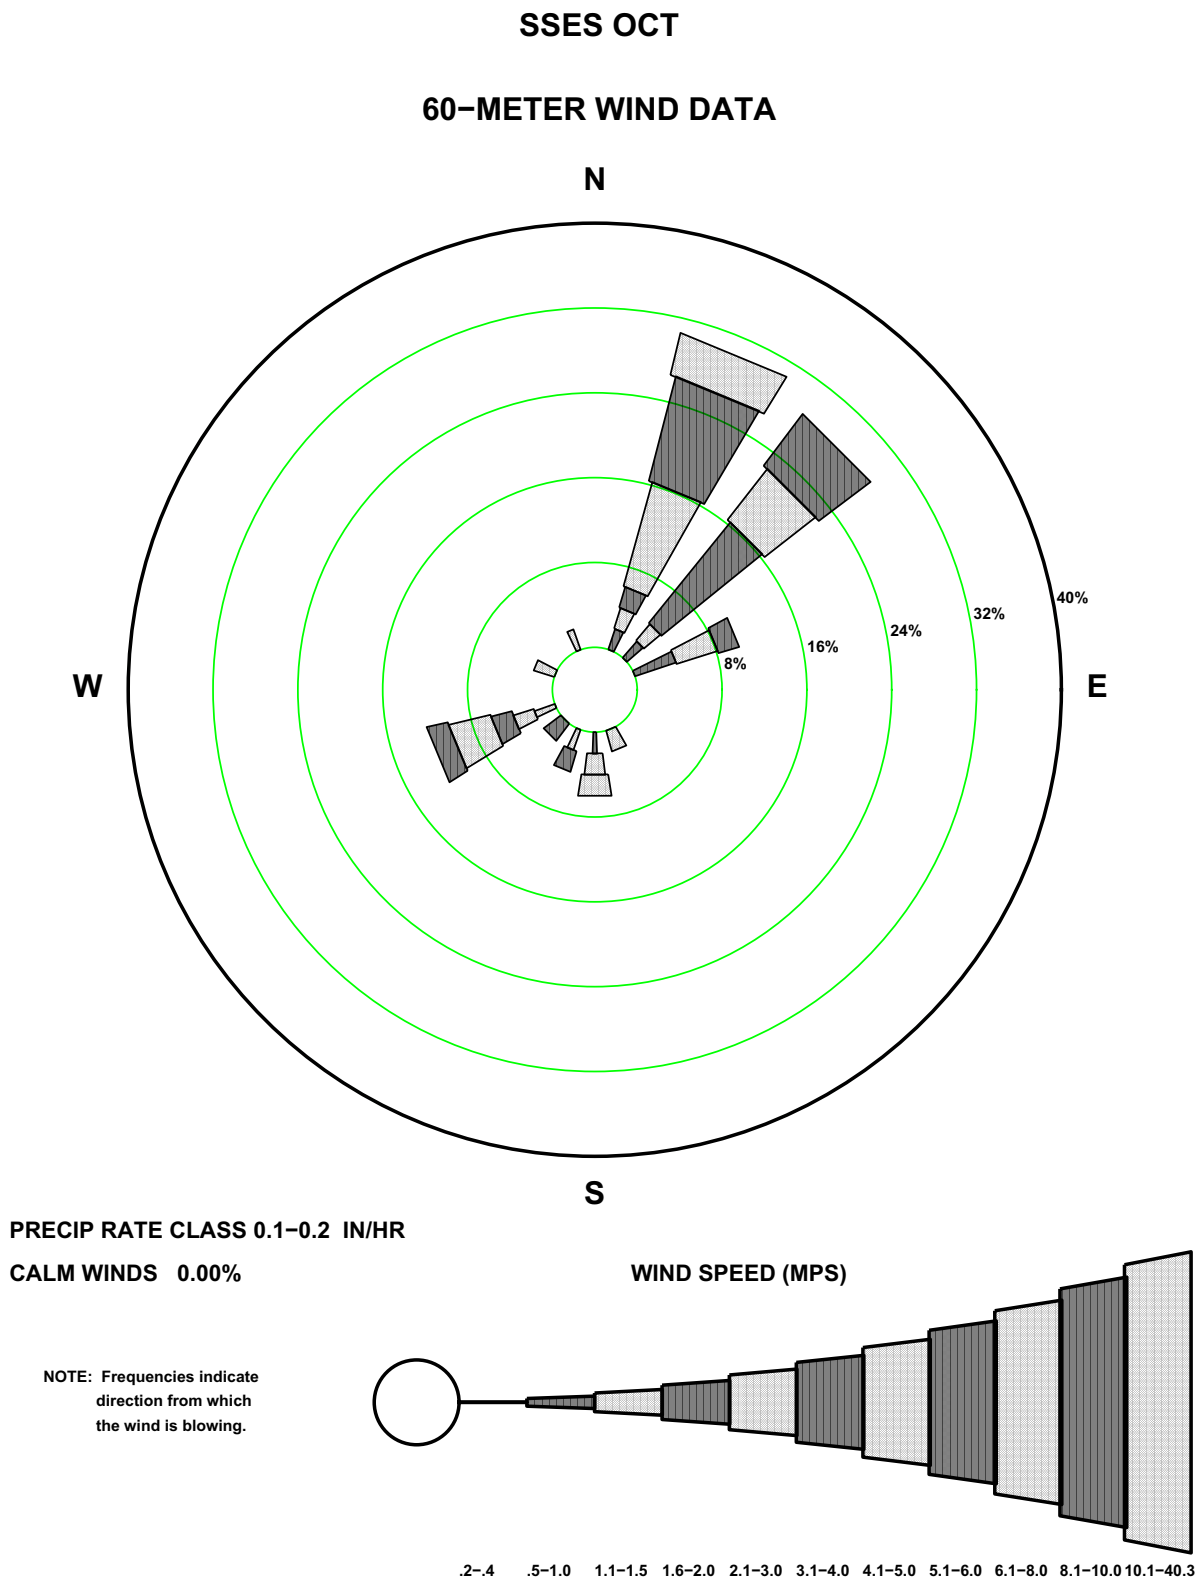 SSES OCT
60−METER WIND DATA
N
40%
32%
24%
16%
8%
W
E
S
PRECIP RATE CLASS 0.1−0.2 IN/HR
CALM WINDS 0.00%
WIND SPEED (MPS)
NOTE: Frequencies indicate
direction from which
the wind is blowing.
.2−.4 .5−1.0 1.1−1.5 1.6−2.0 2.1−3.0 3.1−4.0 4.1−5.0 5.1−6.0 6.1−8.0 8.1−10.0 10.1−40.3